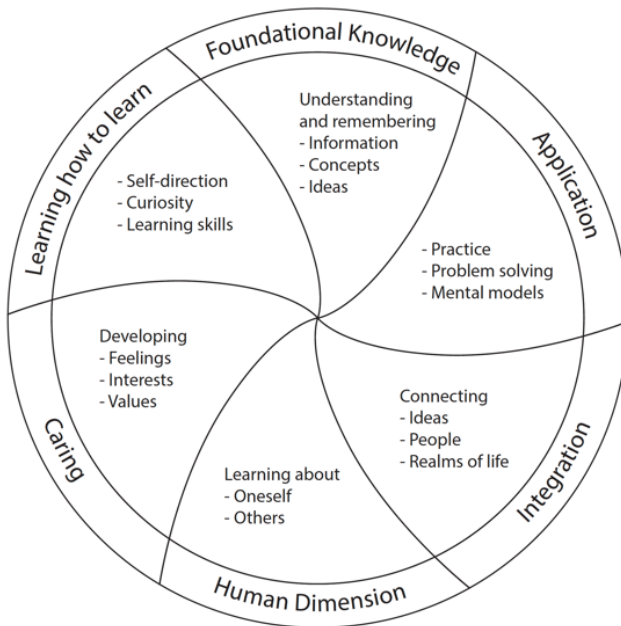 Foundational Knowledge
Understanding
and remembering
- Information
- Concepts
- Ideas
Application
- Practice
- Problem solving
- Mental models
Integration
Connecting
- Ideas
- People
- Realms of life
Human Dimension
Learning about
- Oneself
- Others
Caring
Developing
- Feelings
- Interests
- Values
Learning how to learn
- Self-direction
- Curiosity
- Learning skills